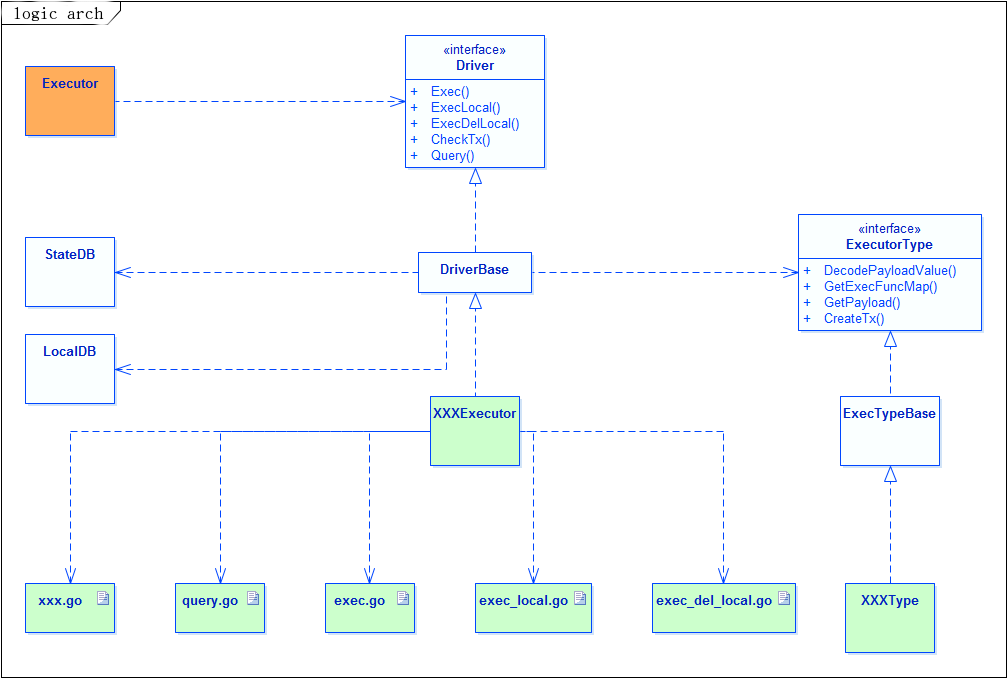 logic arch
Executor
«interface»
Driver
+ Exec()
+ ExecLocal()
+ ExecDelLocal()
+ CheckTx()
+ Query()
StateDB
DriverBase
«interface»
ExecutorType
+ DecodePayloadValue()
+ GetExecFuncMap()
+ GetPayload()
+ CreateTx()
LocalDB
XXXExecutor
ExecTypeBase
xxx.go
query.go
exec.go
exec_local.go
exec_del_local.go
XXXType